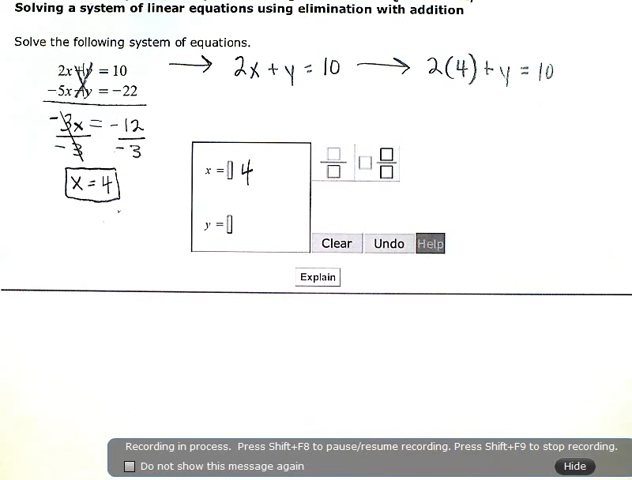 Solving a system of linear equations using elimination with addition
Solve the following system of equations.
2x+y = 10 → 2x + y = 10 → 2(4) + y = 10
−5x−y = −22
-3x = -12
-3 -3
x = 4
x = 4
y =
Clear Undo Help
Explain
Recording in process. Press Shift+F8 to pause/resume recording. Press Shift+F9 to stop recording.
Do not show this message again Hide